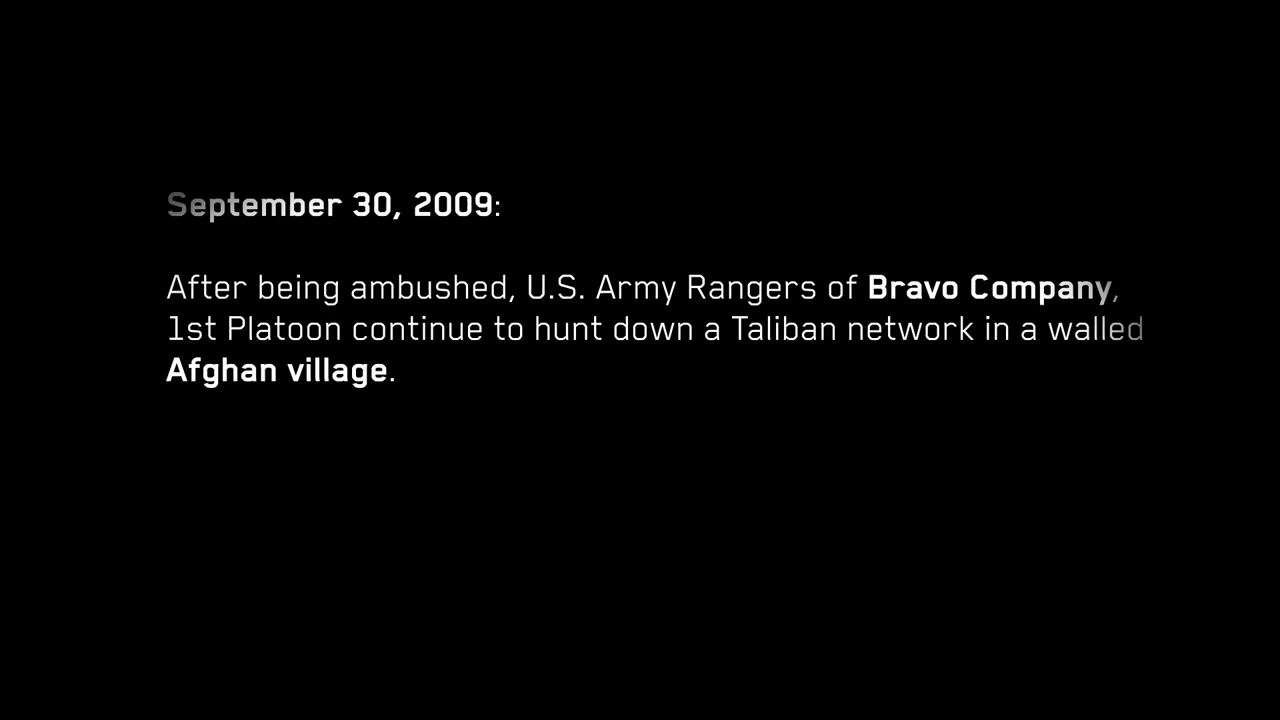 September 30, 2009:
After being ambushed, U.S. Army Rangers of Bravo Company,
1st Platoon continue to hunt down a Taliban network in a walled
Afghan village.